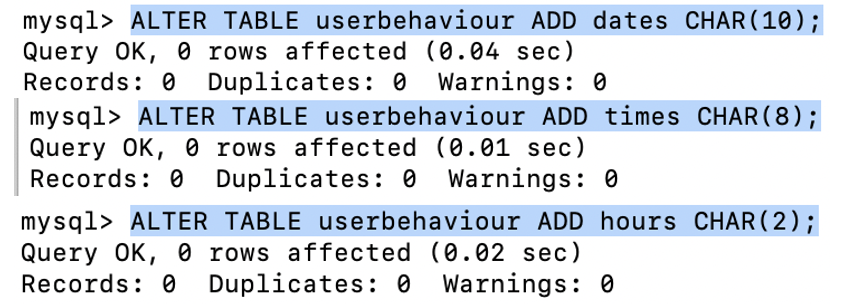 mysql> ALTER TABLE userbehaviour ADD dates CHAR(10);
Query OK, 0 rows affected (0.04 sec)
Records: 0  Duplicates: 0  Warnings: 0
mysql> ALTER TABLE userbehaviour ADD times CHAR(8);
Query OK, 0 rows affected (0.01 sec)
Records: 0  Duplicates: 0  Warnings: 0
mysql> ALTER TABLE userbehaviour ADD hours CHAR(2);
Query OK, 0 rows affected (0.02 sec)
Records: 0  Duplicates: 0  Warnings: 0